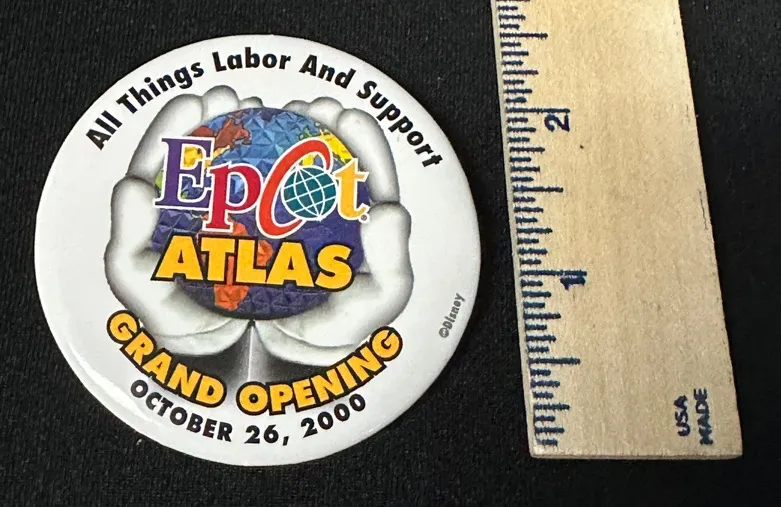 All Things Labor And Support
Epcot®
ATLAS
©Disney
GRAND OPENING
OCTOBER 26, 2000
2
1
USA
MADE